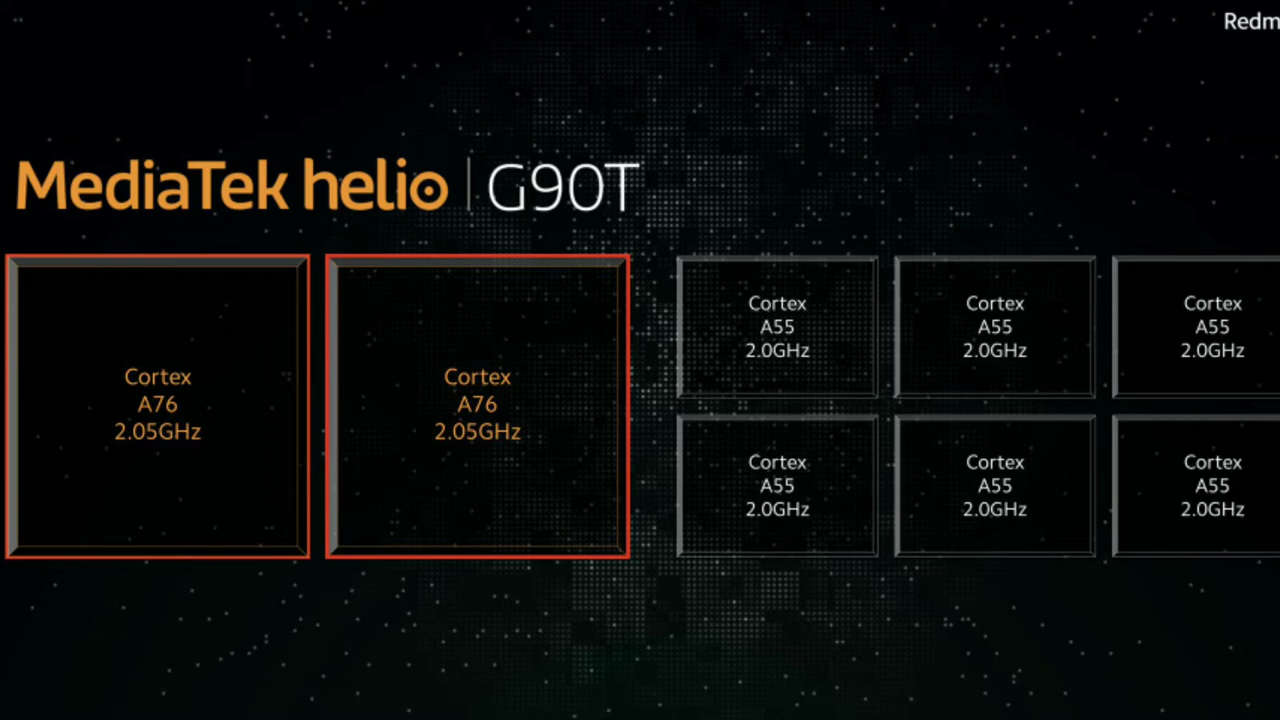 Redm
MediaTek helio | G90T
Cortex
A76
2.05GHz
Cortex
A76
2.05GHz
Cortex
A55
2.0GHz
Cortex
A55
2.0GHz
Cortex
A55
2.0GHz
Cortex
A55
2.0GHz
Cortex
A55
2.0GHz
Cortex
A55
2.0GHz